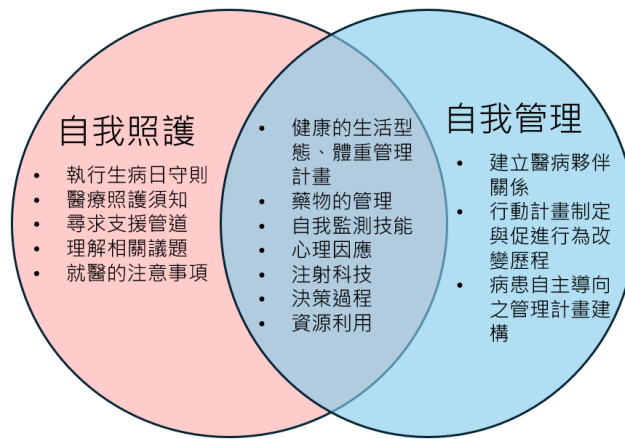 自我照護
• 執行生病日守則
• 醫療照護須知
• 尋求支援管道
• 理解相關議題
• 就醫的注意事項
• 健康的生活型
態、體重管理
計畫
• 藥物的管理
• 自我監測技能
• 心理因應
• 注射科技
• 決策過程
• 資源利用
自我管理
• 建立醫病夥伴
關係
• 行動計畫制定
與促進行為改
變歷程
• 病患自主導向
之管理計畫建
構